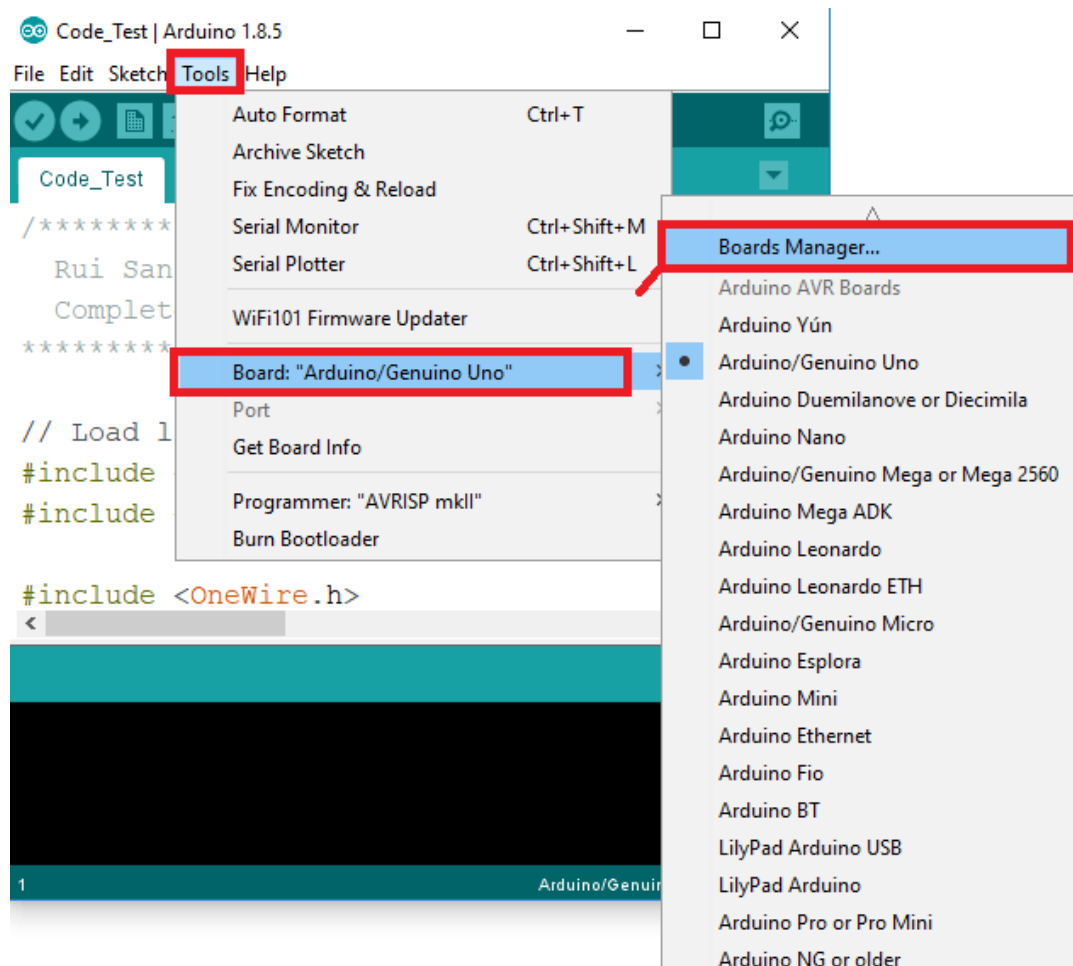 Code_Test | Arduino 1.8.5
File Edit Sketch Tools Help
Auto Format Ctrl+T
Archive Sketch
Fix Encoding & Reload
Serial Monitor Ctrl+Shift+M
Serial Plotter Ctrl+Shift+L
WiFi101 Firmware Updater
Board: "Arduino/Genuino Uno"
Port
Get Board Info
Programmer: "AVRISP mkII"
Burn Bootloader
Code_Test
/********
Rui San
Complet
*********
// Load l
#include
#include
#include <OneWire.h>
1 Arduino/Genuin
Boards Manager...
Arduino AVR Boards
Arduino Yún
Arduino/Genuino Uno
Arduino Duemilanove or Diecimila
Arduino Nano
Arduino/Genuino Mega or Mega 2560
Arduino Mega ADK
Arduino Leonardo
Arduino Leonardo ETH
Arduino/Genuino Micro
Arduino Esplora
Arduino Mini
Arduino Ethernet
Arduino Fio
Arduino BT
LilyPad Arduino USB
LilyPad Arduino
Arduino Pro or Pro Mini
Arduino NG or older